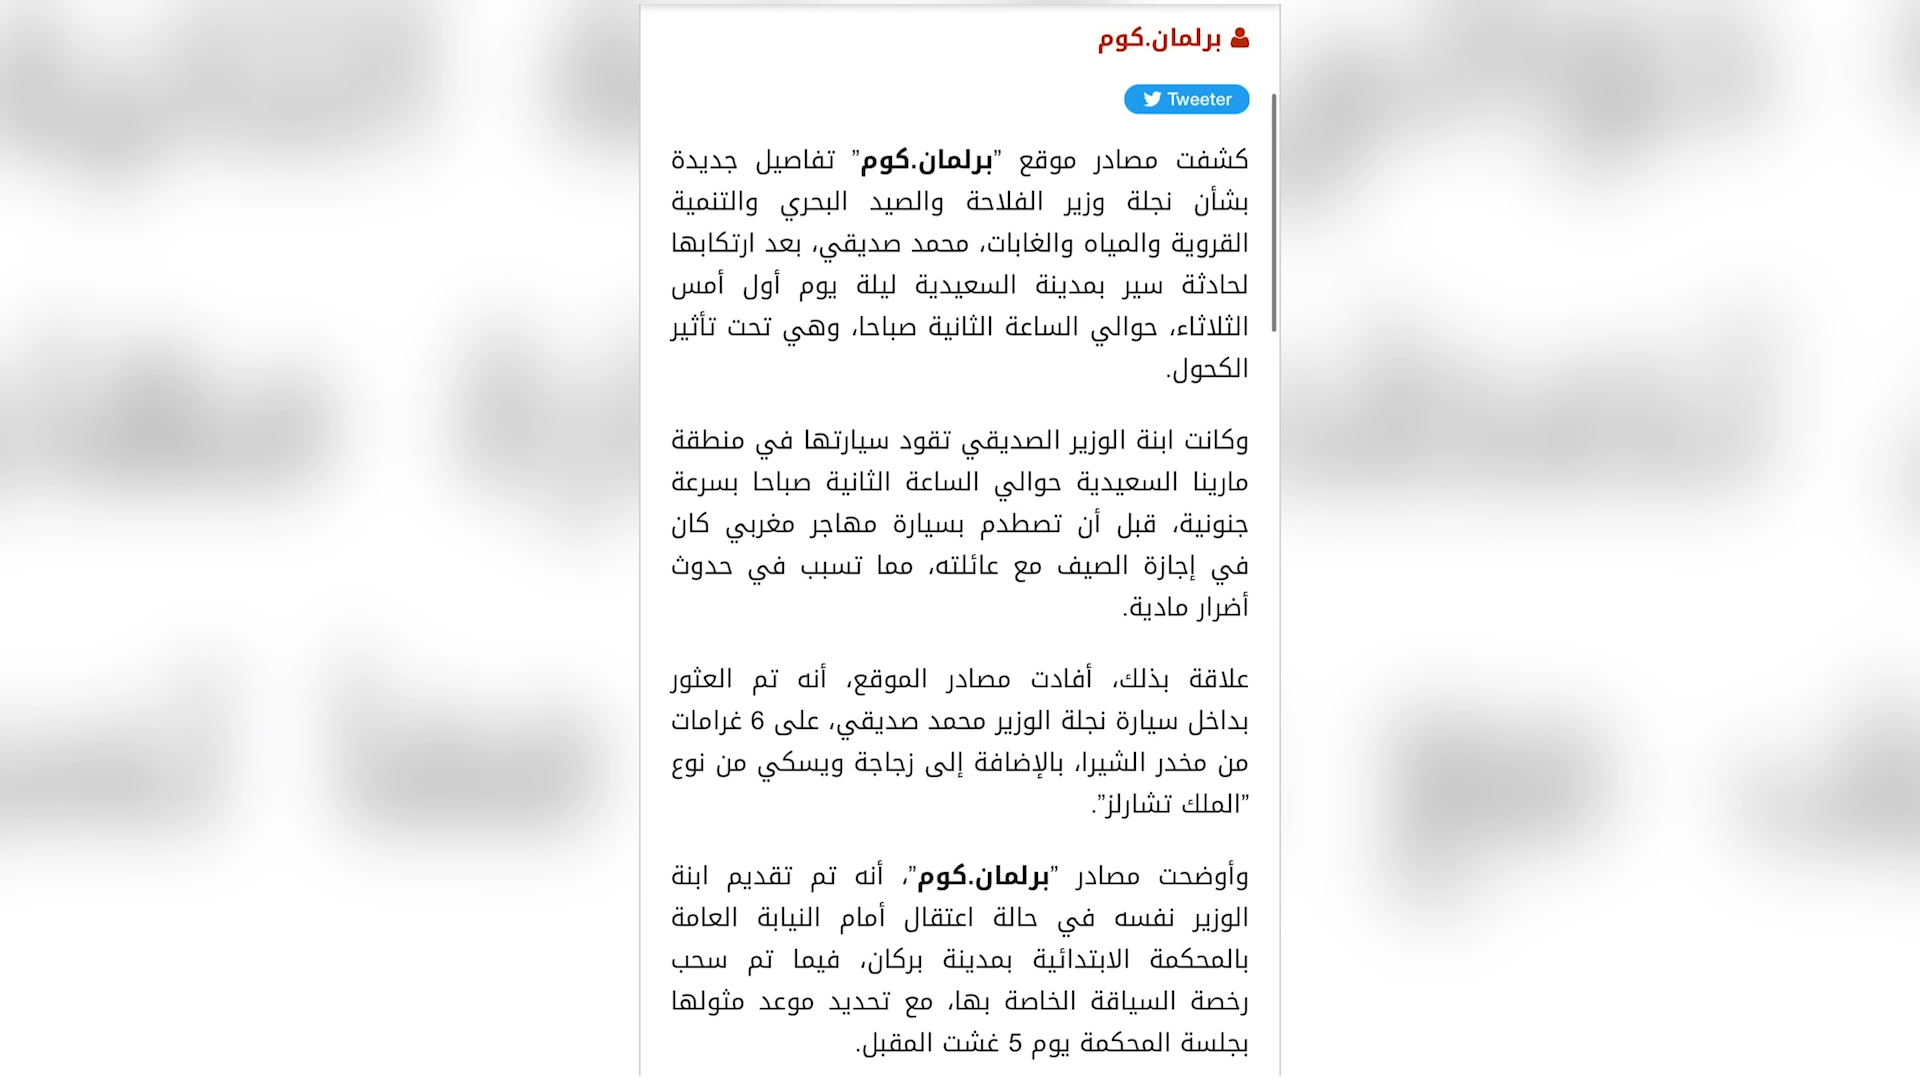 برلمان.كوم
Tweeter
كشفت مصادر موقع ”برلمان.كوم” تفاصيل جديدة
بشأن نجلة وزير الفلاحة والصيد البحري والتنمية
القروية والمياه والغابات، محمد صديقي، بعد ارتكابها
لحادثة سير بمدينة السعيدية ليلة يوم أول أمس
الثلاثاء، حوالي الساعة الثانية صباحا، وهي تحت تأثير
الكحول.
وكانت ابنة الوزير الصديقي تقود سيارتها في منطقة
مارينا السعيدية حوالي الساعة الثانية صباحا بسرعة
جنونية، قبل أن تصطدم بسيارة مهاجر مغربي كان
في إجازة الصيف مع عائلته، مما تسبب في حدوث
أضرار مادية.
علاقة بذلك، أفادت مصادر الموقع، أنه تم العثور
بداخل سيارة نجلة الوزير محمد صديقي، على 6 غرامات
من مخدر الشيرا، بالإضافة إلى زجاجة ويسكي من نوع
”الملك تشارلز”.
وأوضحت مصادر ”برلمان.كوم”، أنه تم تقديم ابنة
الوزير نفسه في حالة اعتقال أمام النيابة العامة
بالمحكمة الابتدائية بمدينة بركان، فيما تم سحب
رخصة السياقة الخاصة بها، مع تحديد موعد مثولها
بجلسة المحكمة يوم 5 غشت المقبل.